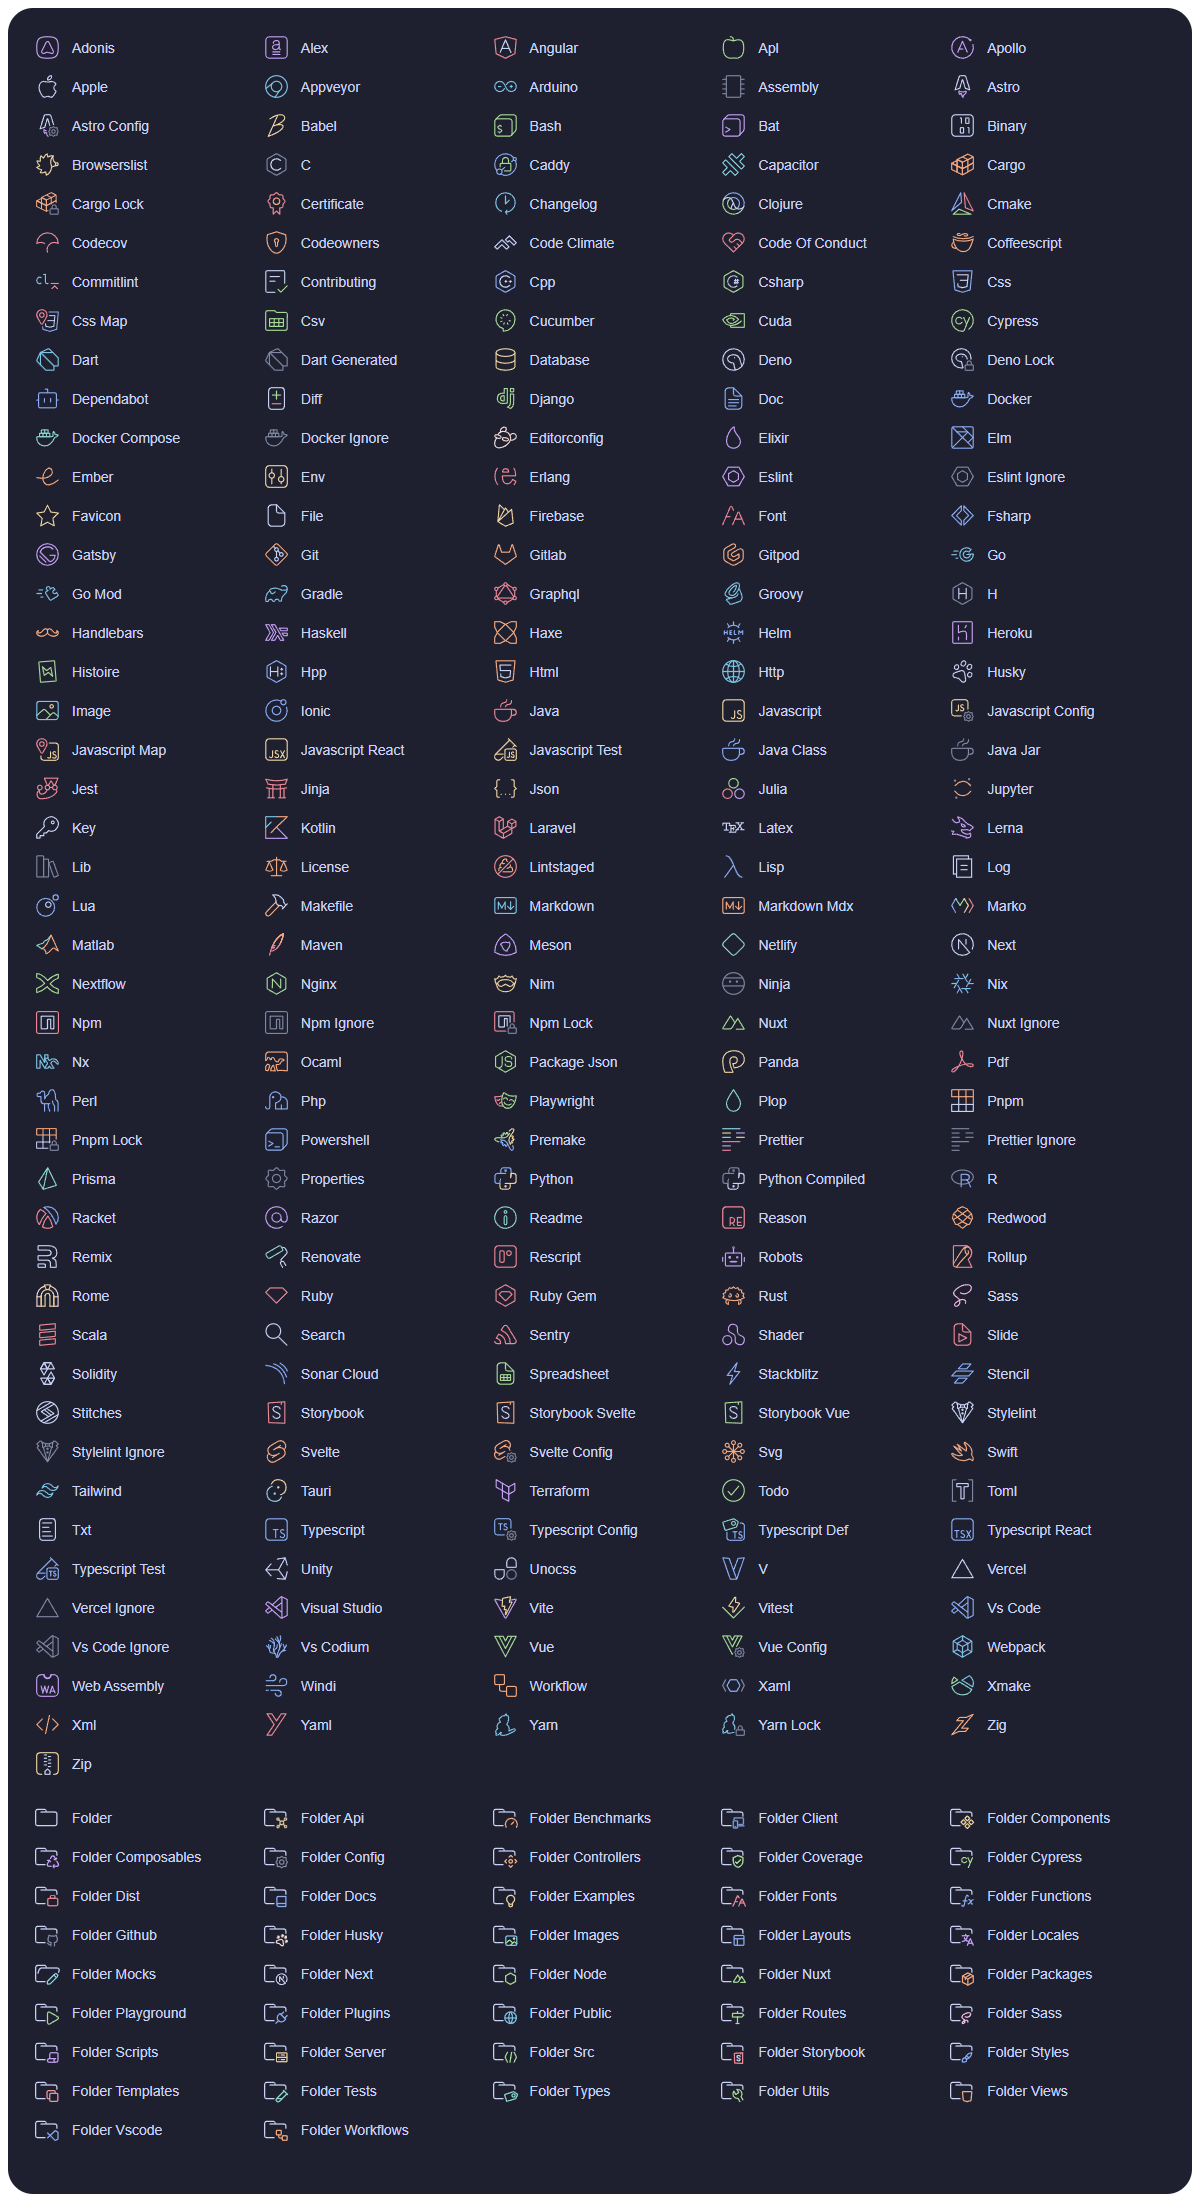 Adonis Alex Angular Apl Apollo
Apple Appveyor Arduino Assembly Astro
Astro Config Babel Bash Bat Binary
Browserslist C Caddy Capacitor Cargo
Cargo Lock Certificate Changelog Clojure Cmake
Codecov Codeowners Code Climate Code Of Conduct Coffeescript
Commitlint Contributing Cpp Csharp Css
Css Map Csv Cucumber Cuda Cypress
Dart Dart Generated Database Deno Deno Lock
Dependabot Diff Django Doc Docker
Docker Compose Docker Ignore Editorconfig Elixir Elm
Ember Env Erlang Eslint Eslint Ignore
Favicon File Firebase Font Fsharp
Gatsby Git Gitlab Gitpod Go
Go Mod Gradle Graphql Groovy H
Handlebars Haskell Haxe Helm Heroku
Histoire Hpp Html Http Husky
Image Ionic Java Javascript Javascript Config
Javascript Map Javascript React Javascript Test Java Class Java Jar
Jest Jinja Json Julia Jupyter
Key Kotlin Laravel Latex Lerna
Lib License Lintstaged Lisp Log
Lua Makefile Markdown Markdown Mdx Marko
Matlab Maven Meson Netlify Next
Nextflow Nginx Nim Ninja Nix
Npm Npm Ignore Npm Lock Nuxt Nuxt Ignore
Nx Ocaml Package Json Panda Pdf
Perl Php Playwright Plop Pnpm
Pnpm Lock Powershell Premake Prettier Prettier Ignore
Prisma Properties Python Python Compiled R
Racket Razor Readme Reason Redwood
Remix Renovate Rescript Robots Rollup
Rome Ruby Ruby Gem Rust Sass
Scala Search Sentry Shader Slide
Solidity Sonar Cloud Spreadsheet Stackblitz Stencil
Stitches Storybook Storybook Svelte Storybook Vue Stylelint
Stylelint Ignore Svelte Svelte Config Svg Swift
Tailwind Tauri Terraform Todo Toml
Txt Typescript Typescript Config Typescript Def Typescript React
Typescript Test Unity Unocss V Vercel
Vercel Ignore Visual Studio Vite Vitest Vs Code
Vs Code Ignore Vs Codium Vue Vue Config Webpack
Web Assembly Windi Workflow Xaml Xmake
Xml Yaml Yarn Yarn Lock Zig
Zip
Folder Folder Api Folder Benchmarks Folder Client Folder Components
Folder Composables Folder Config Folder Controllers Folder Coverage Folder Cypress
Folder Dist Folder Docs Folder Examples Folder Fonts Folder Functions
Folder Github Folder Husky Folder Images Folder Layouts Folder Locales
Folder Mocks Folder Next Folder Node Folder Nuxt Folder Packages
Folder Playground Folder Plugins Folder Public Folder Routes Folder Sass
Folder Scripts Folder Server Folder Src Folder Storybook Folder Styles
Folder Templates Folder Tests Folder Types Folder Utils Folder Views
Folder Vscode Folder Workflows